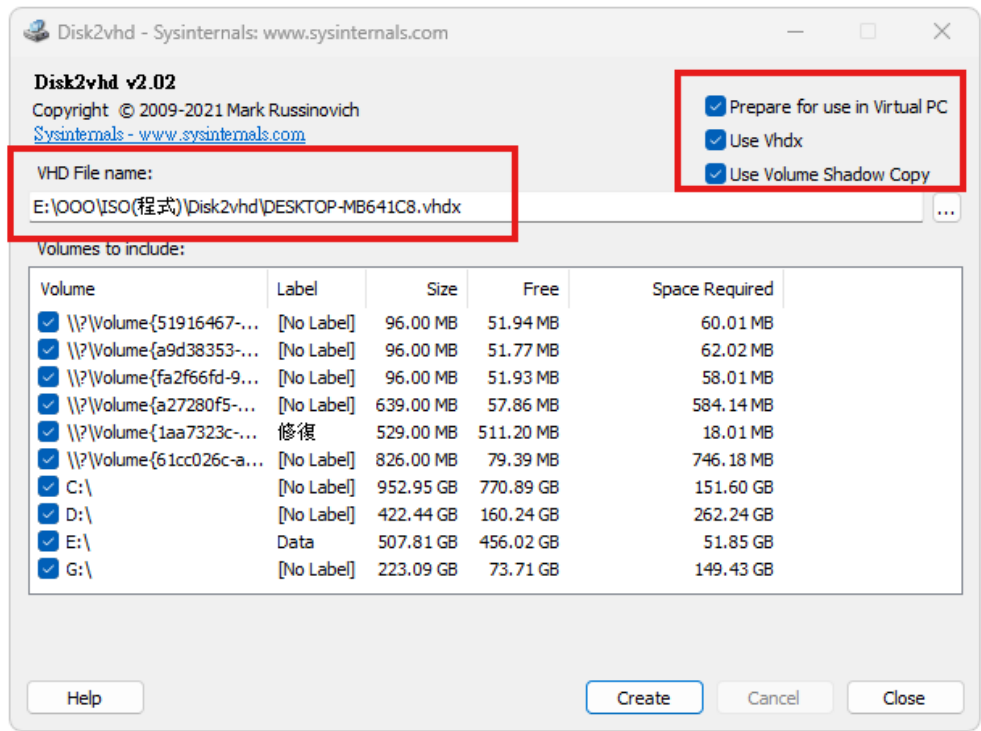 Disk2vhd - Sysinternals: www.sysinternals.com
Disk2vhd v2.02
Copyright © 2009-2021 Mark Russinovich
Sysinternals - www.sysinternals.com
Prepare for use in Virtual PC
Use Vhdx
Use Volume Shadow Copy
VHD File name:
E:\OOO\ISO(程式)\Disk2vhd\DESKTOP-MB641C8.vhdx
...
Volumes to include:
Volume Label Size Free Space Required
\\?\Volume{51916467-... [No Label] 96.00 MB 51.94 MB 60.01 MB
\\?\Volume{a9d38353-... [No Label] 96.00 MB 51.77 MB 62.02 MB
\\?\Volume{fa2f66fd-9... [No Label] 96.00 MB 51.93 MB 58.01 MB
\\?\Volume{a27280f5-... [No Label] 639.00 MB 57.86 MB 584.14 MB
\\?\Volume{1aa7323c-... 修復 529.00 MB 511.20 MB 18.01 MB
\\?\Volume{61cc026c-a... [No Label] 826.00 MB 79.39 MB 746.18 MB
C:\ [No Label] 952.95 GB 770.89 GB 151.60 GB
D:\ [No Label] 422.44 GB 160.24 GB 262.24 GB
E:\ Data 507.81 GB 456.02 GB 51.85 GB
G:\ [No Label] 223.09 GB 73.71 GB 149.43 GB
Help Create Cancel Close